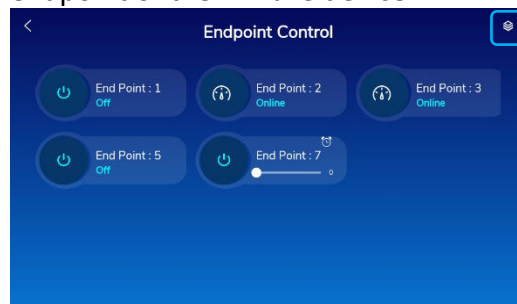 Endpoint Control
End Point : 1
Off
End Point : 2
Online
End Point : 3
Online
End Point : 5
Off
End Point : 7
0